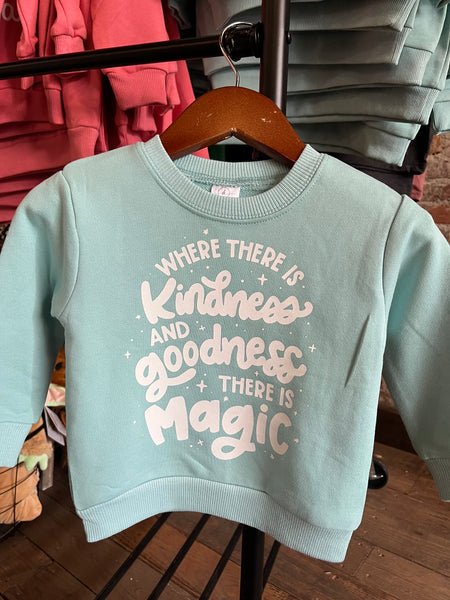 WHERE THERE IS
Kindness
AND
goodness
THERE IS
Magic